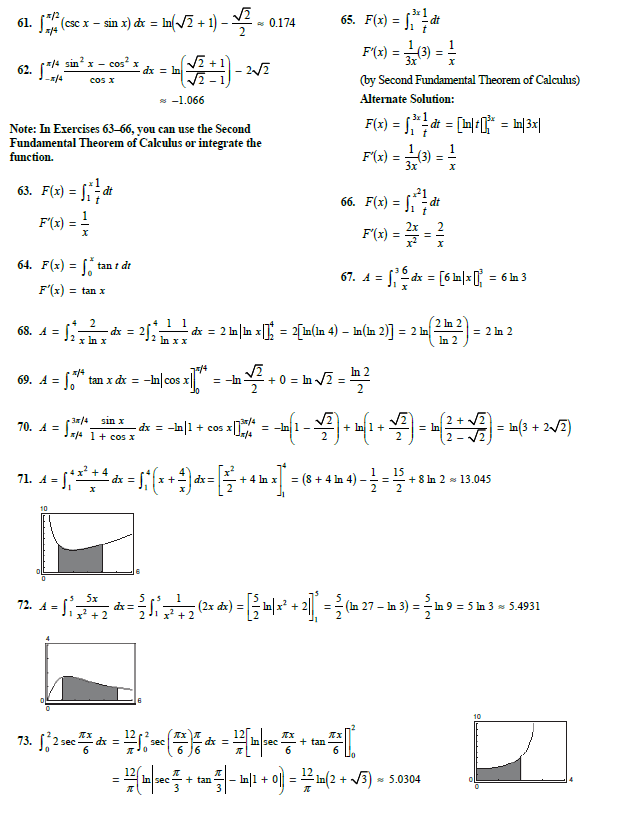 61. ∫_{π/4}^{π/2} (csc x − sin x) dx = ln(√2 + 1) − √2/2 ≈ 0.174
62. ∫_{−π/4}^{π/4} (sin² x − cos² x)/(cos x) dx = ln|(√2 + 1)/(√2 − 1)| − 2√2
≈ −1.066
Note: In Exercises 63–66, you can use the Second
Fundamental Theorem of Calculus or integrate the
function.
63. F(x) = ∫_1^x 1/t dt
F′(x) = 1/x
64. F(x) = ∫_0^x tan t dt
F′(x) = tan x
65. F(x) = ∫_1^{3x} 1/t dt
F′(x) = 1/(3x) (3) = 1/x
(by Second Fundamental Theorem of Calculus)
Alternate Solution:
F(x) = ∫_1^{3x} 1/t dt = [ln|t|]_1^{3x} = ln|3x|
F′(x) = 1/(3x) (3) = 1/x
66. F(x) = ∫_1^{x²} 1/t dt
F′(x) = 2x/x² = 2/x
67. A = ∫_1^3 6/x dx = [6 ln|x|]_1^3 = 6 ln 3
68. A = ∫_2^4 2/(x ln x) dx = 2∫_2^4 1/(ln x) 1/x dx = 2 ln|ln x|]_2^4 = 2[ln(ln 4) − ln(ln 2)] = 2 ln((2 ln 2)/(ln 2)) = 2 ln 2
69. A = ∫_0^{π/4} tan x dx = −ln|cos x|]_0^{π/4} = −ln √2/2 + 0 = ln √2 = (ln 2)/2
70. A = ∫_{π/4}^{3π/4} (sin x)/(1 + cos x) dx = −ln|1 + cos x|]_{π/4}^{3π/4} = −ln(1 − √2/2) + ln(1 + √2/2) = ln((2 + √2)/(2 − √2)) = ln(3 + 2√2)
71. A = ∫_1^4 (x² + 4)/x dx = ∫_1^4 (x + 4/x) dx = [x²/2 + 4 ln x]_1^4 = (8 + 4 ln 4) − 1/2 = 15/2 + 8 ln 2 ≈ 13.045
10
0 6
0
72. A = ∫_1^5 5x/(x² + 2) dx = 5/2 ∫_1^5 1/(x² + 2) (2x dx) = [5/2 ln|x² + 2|]_1^5 = 5/2 (ln 27 − ln 3) = 5/2 ln 9 = 5 ln 3 ≈ 5.4931
4
0 6
0
73. ∫_0^2 2 sec πx/6 dx = 12/π ∫_0^2 sec(πx/6) π/6 dx = 12/π [ln|sec πx/6 + tan πx/6|]_0^2
= 12/π (ln|sec π/3 + tan π/3| − ln|1 + 0|) = 12/π ln(2 + √3) ≈ 5.0304
10
0 4
0